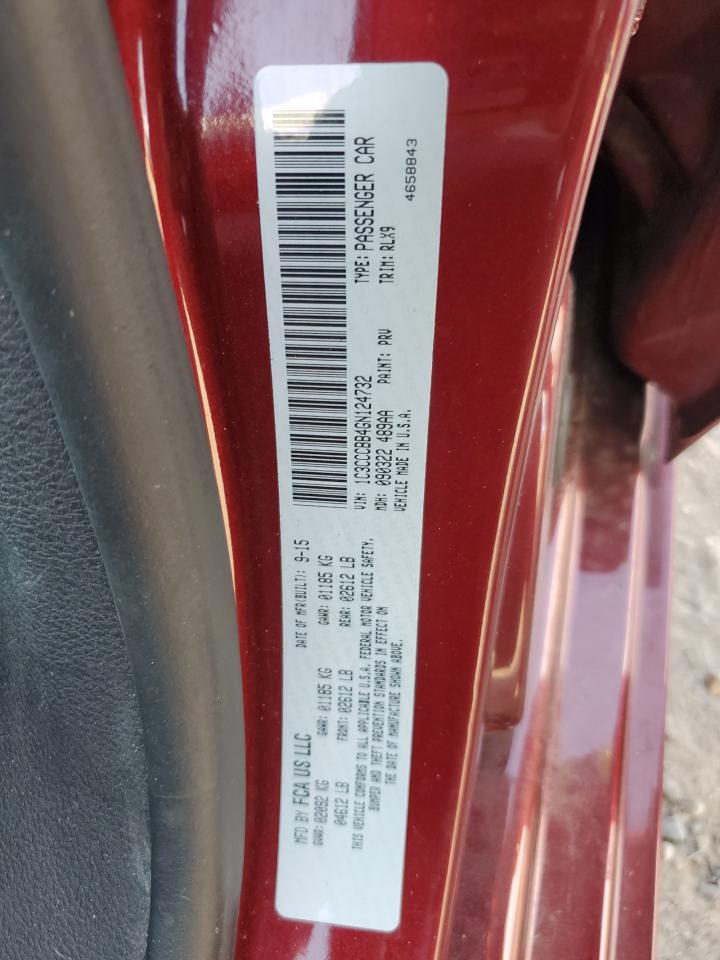 MFD BY FCA US LLC
DATE OF MFR(BUILT): 9-15
GVWR: 02092 KG
GAWR: 01185 KG
GAWR: 01185 KG
04612 LB
FRONT: 02612 LB
REAR: 02612 LB
THIS VEHICLE CONFORMS TO ALL APPLICABLE U.S.A. FEDERAL MOTOR VEHICLE SAFETY,
BUMPER AND THEFT PREVENTION STANDARDS IN EFFECT ON
THE DATE OF MANUFACTURE SHOWN ABOVE.
VIN: 1C3CCCBB4GN124732
TYPE: PASSENGER CAR
MDH: 090322 489AA
PAINT: PRV
TRIM: RLX9
VEHICLE MADE IN U.S.A.
4658843